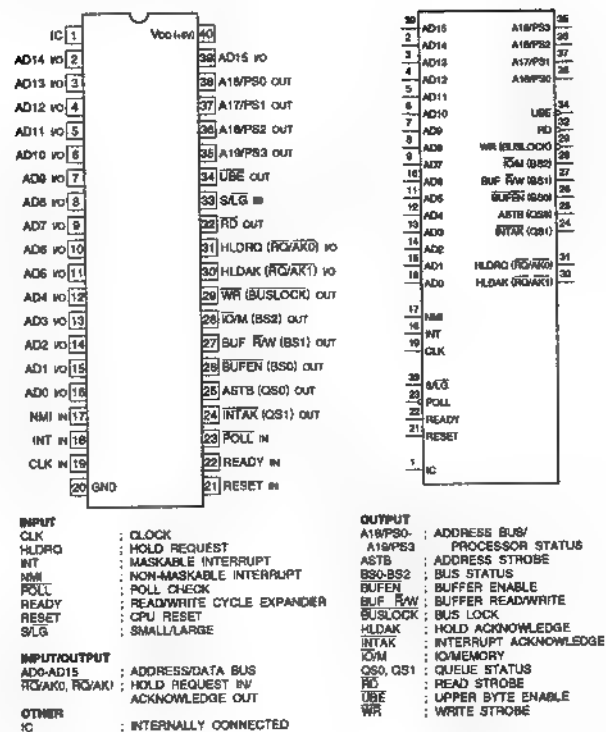 IC 1
AD14 I/O 2
AD13 I/O 3
AD12 I/O 4
AD11 I/O 5
AD10 I/O 6
AD9 I/O 7
AD8 I/O 8
AD7 I/O 9
AD6 I/O 10
AD5 I/O 11
AD4 I/O 12
AD3 I/O 13
AD2 I/O 14
AD1 I/O 15
AD0 I/O 16
NMI IN 17
INT IN 18
CLK IN 19
20 GND
VDD (+5V) 40
39 AD15 I/O
38 A16/PS0 OUT
37 A17/PS1 OUT
36 A18/PS2 OUT
35 A19/PS3 OUT
34 UBE OUT
33 S/LG IN
32 RD OUT
31 HLDRQ (RQ/AK0) I/O
30 HLDAK (RQ/AK1) I/O
29 WR (BUSLOCK) OUT
28 IO/M (BS2) OUT
27 BUF R/W (BS1) OUT
26 BUFEN (BS0) OUT
25 ASTB (QS0) OUT
24 INTAK (QS1) OUT
23 POLL IN
22 READY IN
21 RESET IN
39 AD15
2 AD14
3 AD13
4 AD12
5 AD11
6 AD10
7 AD9
8 AD8
9 AD7
10 AD6
11 AD5
12 AD4
13 AD3
14 AD2
15 AD1
16 AD0
17 NMI
18 INT
19 CLK
33 S/LG
23 POLL
22 READY
21 RESET
1 IC
A19/PS3 35
A18/PS2 36
A17/PS1 37
A16/PS0 38
UBE 34
RD 32
WR (BUSLOCK) 29
IO/M (BS2) 28
BUF R/W (BS1) 27
BUFEN (BS0) 26
ASTB (QS0) 25
INTAK (QS1) 24
HLDRQ (RQ/AK0) 31
HLDAK (RQ/AK1) 30
INPUT
CLK ; CLOCK
HLDRQ ; HOLD REQUEST
INT ; MASKABLE INTERRUPT
NMI ; NON-MASKABLE INTERRUPT
POLL ; POLL CHECK
READY ; READ/WRITE CYCLE EXPANDER
RESET ; CPU RESET
S/LG ; SMALL/LARGE
INPUT/OUTPUT
AD0-AD15 ; ADDRESS/DATA BUS
RQ/AK0, RQ/AK1 ; HOLD REQUEST IN/
ACKNOWLEDGE OUT
OTHER
IC ; INTERNALLY CONNECTED
OUTPUT
A16/PS0- ; ADDRESS BUS/
A19/PS3 PROCESSOR STATUS
ASTB ; ADDRESS STROBE
BS0-BS2 ; BUS STATUS
BUFEN ; BUFFER ENABLE
BUF R/W ; BUFFER READ/WRITE
BUSLOCK ; BUS LOCK
HLDAK ; HOLD ACKNOWLEDGE
INTAK ; INTERRUPT ACKNOWLEDGE
IO/M ; IO/MEMORY
QS0, QS1 ; QUEUE STATUS
RD ; READ STROBE
UBE ; UPPER BYTE ENABLE
WR ; WRITE STROBE